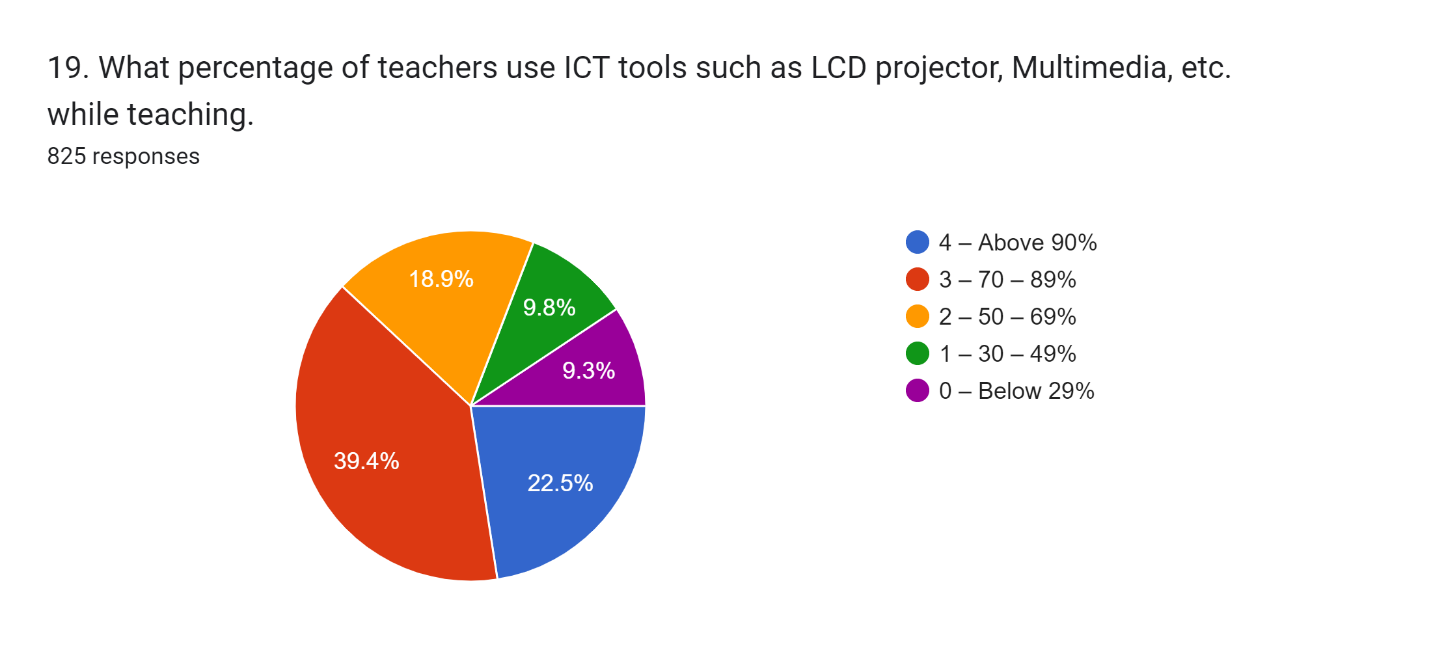 19. What percentage of teachers use ICT tools such as LCD projector, Multimedia, etc.
while teaching.
825 responses
18.9%
9.8%
9.3%
39.4%
22.5%
4 – Above 90%
3 – 70 – 89%
2 – 50 – 69%
1 – 30 – 49%
0 – Below 29%